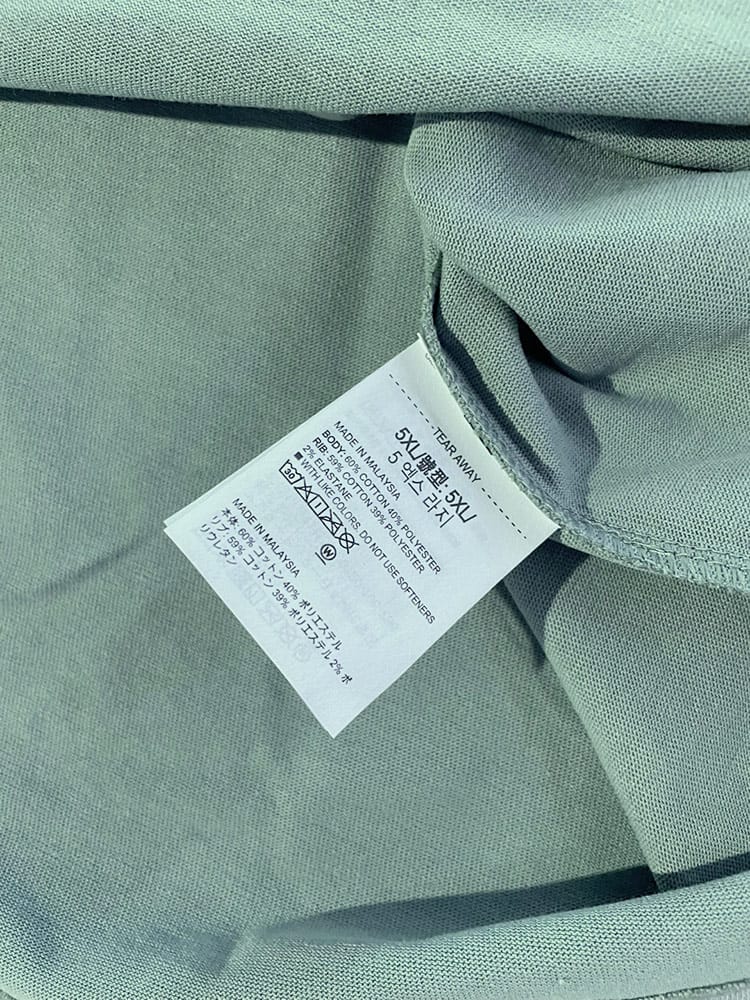 TEAR AWAY
5XL/號型: 5XL/
5 엑스 라지
MADE IN MALAYSIA
BODY: 60% COTTON 40% POLYESTER
RIB: 59% COTTON 39% POLYESTER
2% ELASTANE
■ WITH LIKE COLORS, DO NOT USE SOFTENERS
30
W
MADE IN MALAYSIA
本体: 60% コットン 40% ポリエステル
リブ: 59% コットン 39% ポリエステル 2% ポ
リウレタン